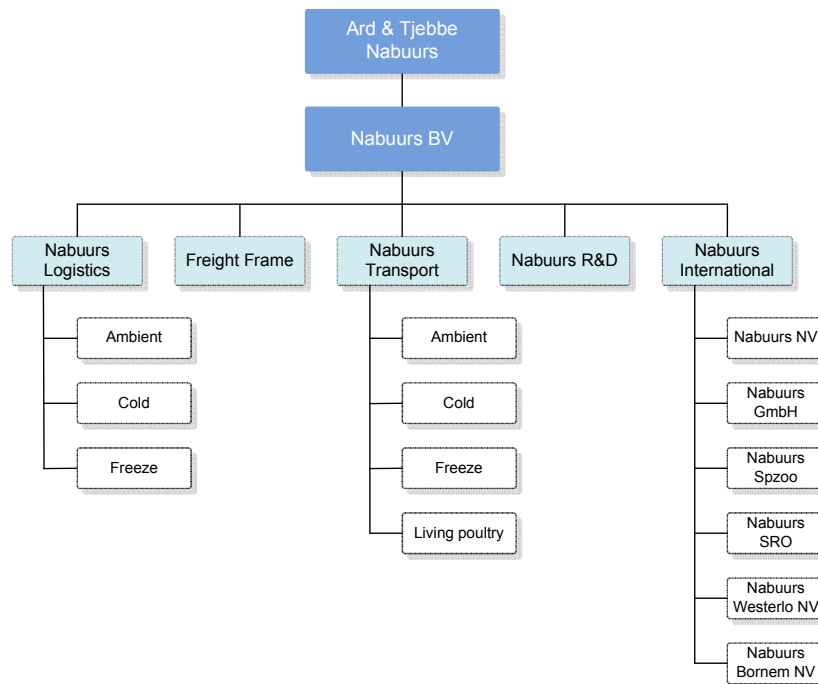 Ard & Tjebbe
Nabuurs
Nabuurs BV
Nabuurs
Logistics
Freight Frame
Nabuurs
Transport
Nabuurs R&D
Nabuurs
International
Ambient
Cold
Freeze
Ambient
Cold
Freeze
Living poultry
Nabuurs NV
Nabuurs
GmbH
Nabuurs
Spzoo
Nabuurs
SRO
Nabuurs
Westerlo NV
Nabuurs
Bornem NV